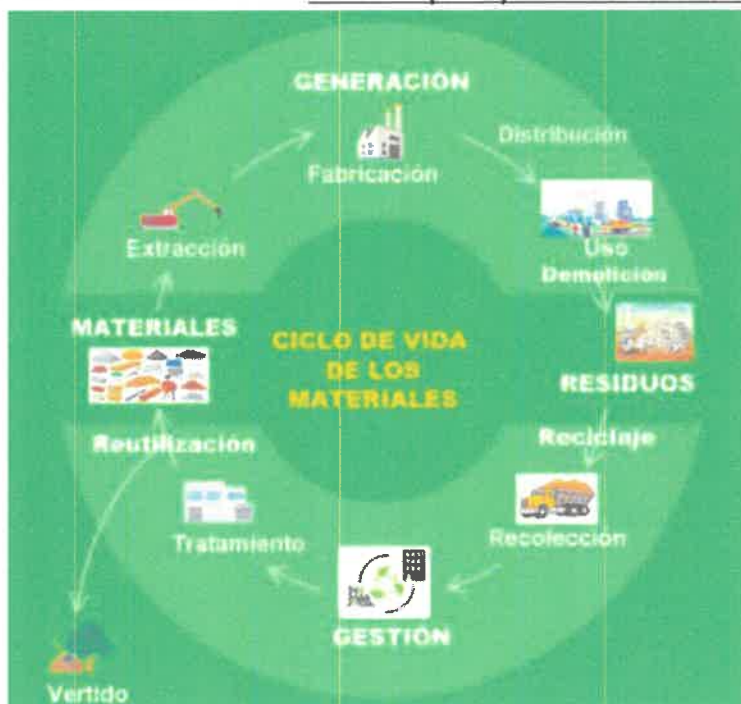 GENERACIÓN
Fabricación
Distribución
Extracción
Uso
Demolición
MATERIALES
CICLO DE VIDA
DE LOS
MATERIALES
RESIDUOS
Reutilización
Reciclaje
Tratamiento
Recolección
GESTIÓN
Vertido